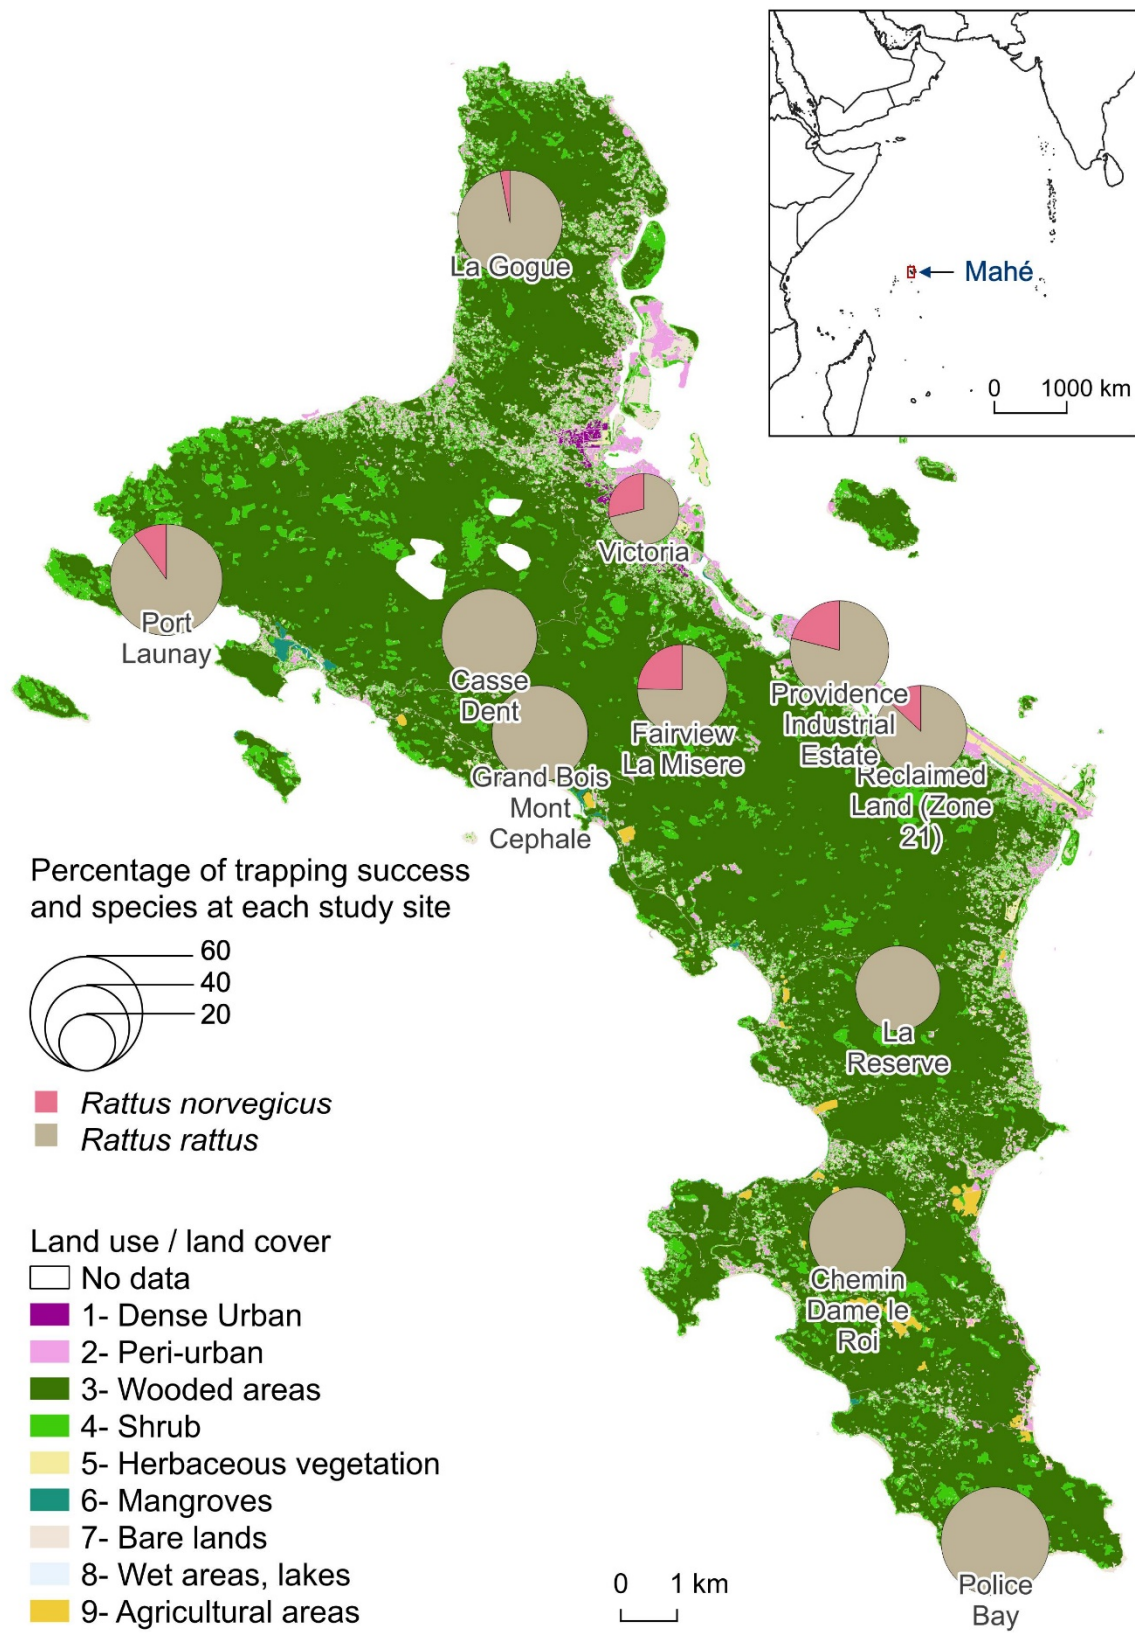 Mahé
0 1000 km
La Gogue
Victoria
Port
Launay
Casse
Dent
Grand Bois
Mont
Cephale
Fairview
La Misere
Providence
Industrial
Estate
Reclaimed
Land (Zone
21)
La
Reserve
Chemin
Dame le
Roi
Police
Bay
Percentage of trapping success
and species at each study site
60
40
20
Rattus norvegicus
Rattus rattus
Land use / land cover
No data
1- Dense Urban
2- Peri-urban
3- Wooded areas
4- Shrub
5- Herbaceous vegetation
6- Mangroves
7- Bare lands
8- Wet areas, lakes
9- Agricultural areas
0 1 km